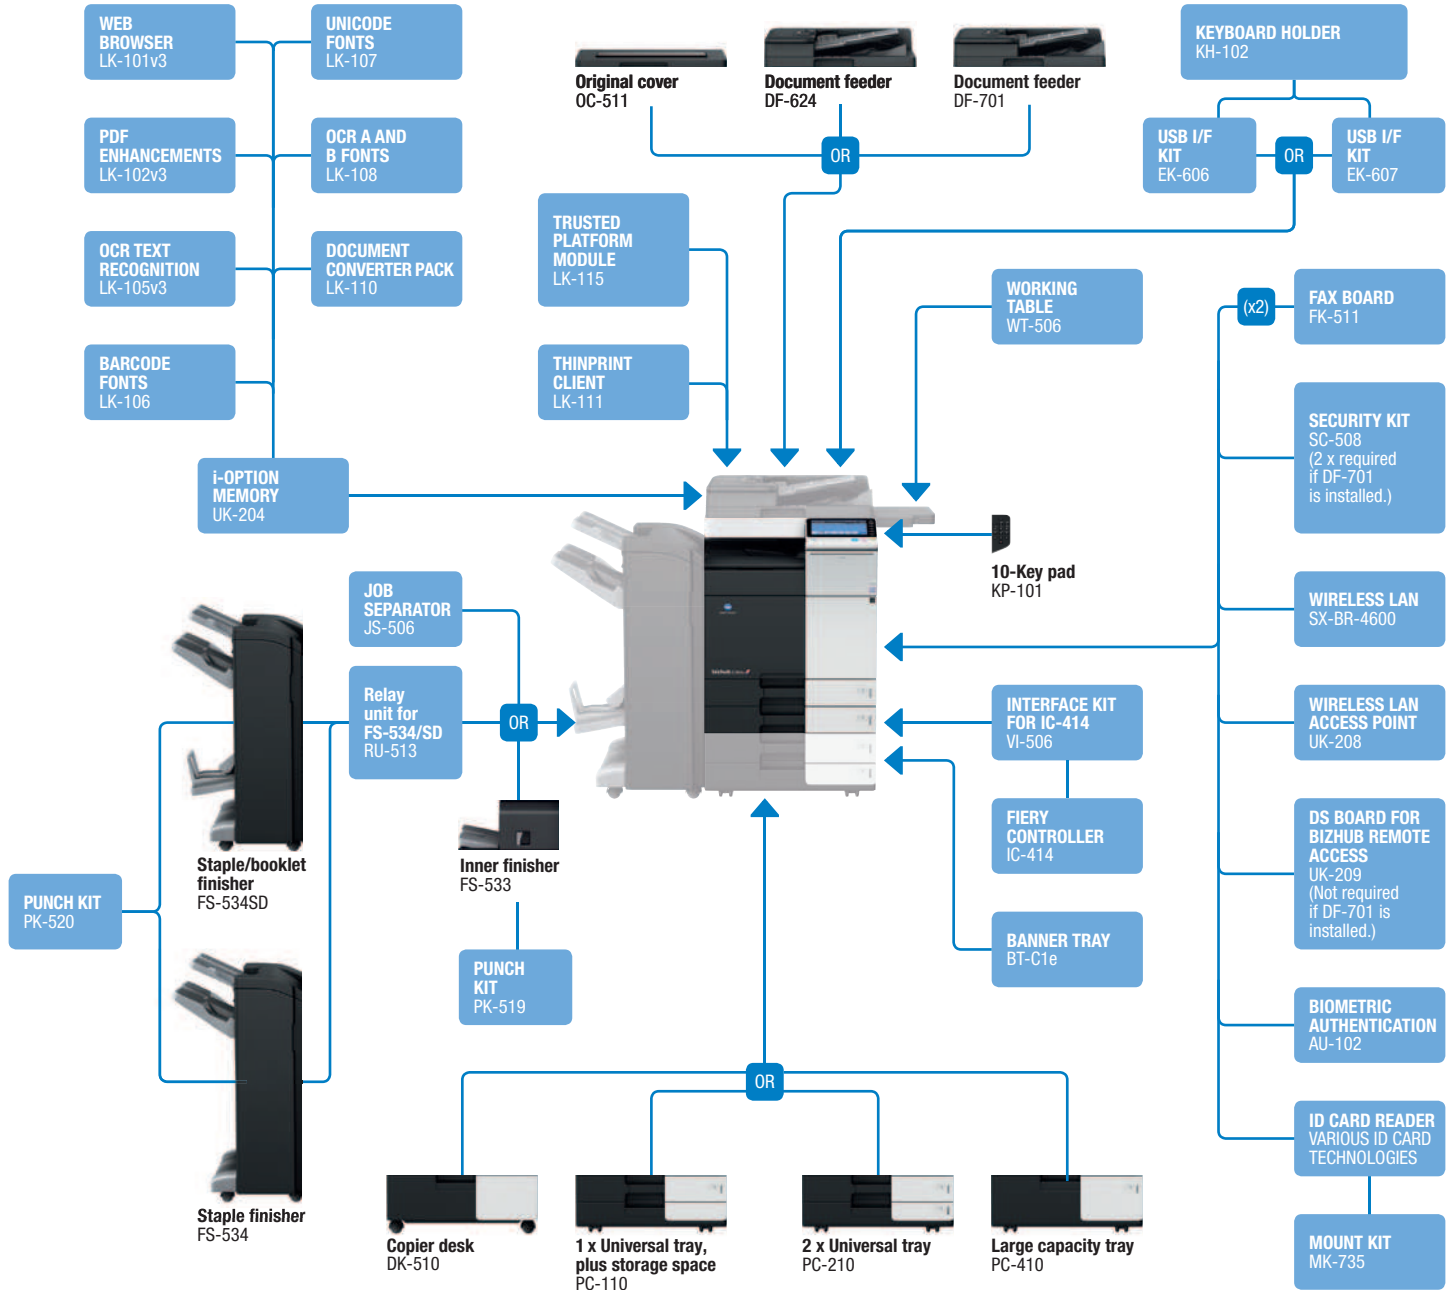 WEB
BROWSER
LK-101v3
UNICODE
FONTS
LK-107
PDF
ENHANCEMENTS
LK-102v3
OCR A AND
B FONTS
LK-108
OCR TEXT
RECOGNITION
LK-105v3
DOCUMENT
CONVERTER PACK
LK-110
BARCODE
FONTS
LK-106
i-OPTION
MEMORY
UK-204
Original cover
OC-511
Document feeder
DF-624
Document feeder
DF-701
OR
KEYBOARD HOLDER
KH-102
USB I/F
KIT
EK-606
OR
USB I/F
KIT
EK-607
TRUSTED
PLATFORM
MODULE
LK-115
THINPRINT
CLIENT
LK-111
WORKING
TABLE
WT-506
10-Key pad
KP-101
(x2)
FAX BOARD
FK-511
SECURITY KIT
SC-508
(2 x required
if DF-701
is installed.)
WIRELESS LAN
SX-BR-4600
WIRELESS LAN
ACCESS POINT
UK-208
DS BOARD FOR
BIZHUB REMOTE
ACCESS
UK-209
(Not required
if DF-701 is
installed.)
BIOMETRIC
AUTHENTICATION
AU-102
ID CARD READER
VARIOUS ID CARD
TECHNOLOGIES
MOUNT KIT
MK-735
JOB
SEPARATOR
JS-506
Relay
unit for
FS-534/SD
RU-513
OR
bizhub
INTERFACE KIT
FOR IC-414
VI-506
FIERY
CONTROLLER
IC-414
BANNER TRAY
BT-C1e
Staple/booklet
finisher
FS-534SD
Inner finisher
FS-533
PUNCH KIT
PK-520
PUNCH
KIT
PK-519
Staple finisher
FS-534
OR
Copier desk
DK-510
1 x Universal tray,
plus storage space
PC-110
2 x Universal tray
PC-210
Large capacity tray
PC-410